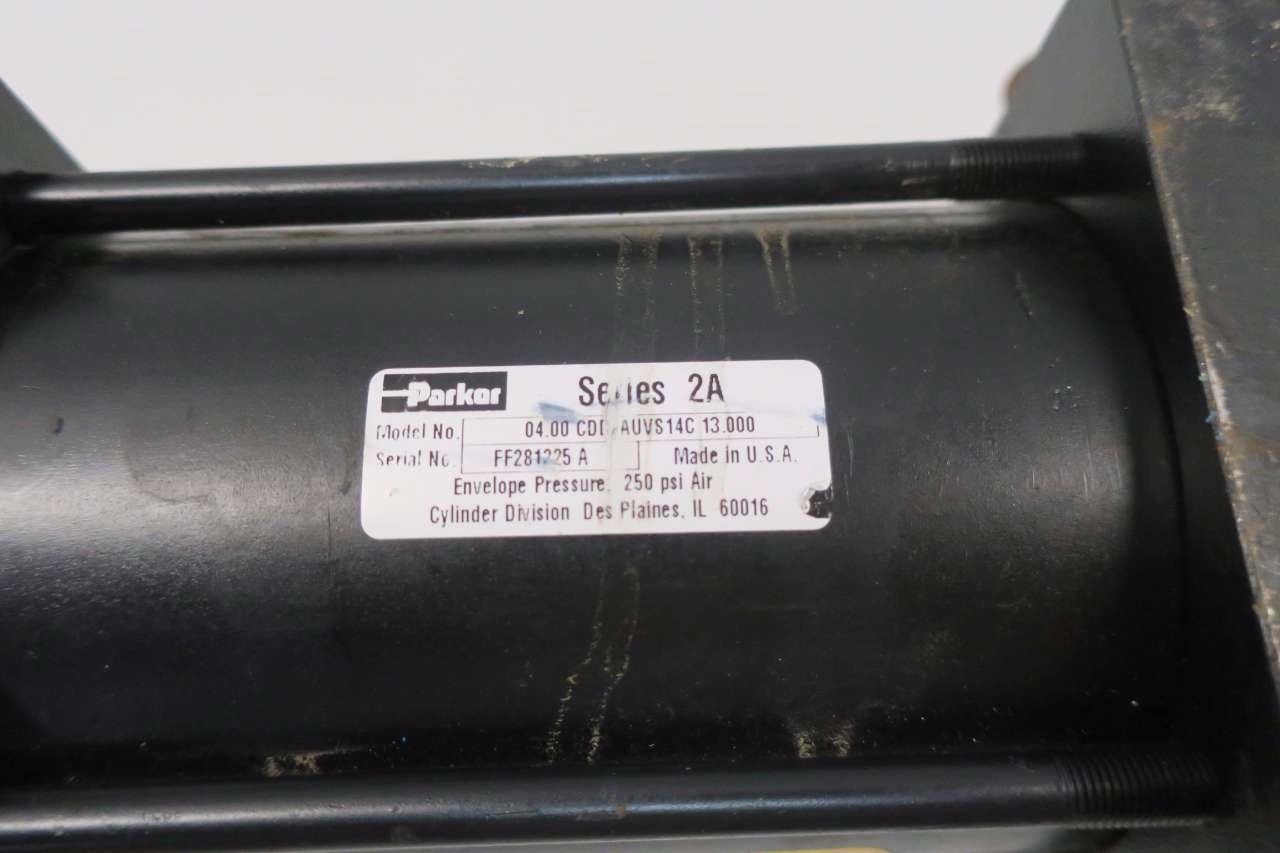 Parker Series 2A
Model No. 04.00 AUVS14C 13.000
Serial No. FF281225 A Made in U.S.A.
Envelope Pressure 250 psi Air
Cylinder Division Des Plaines, IL 60016